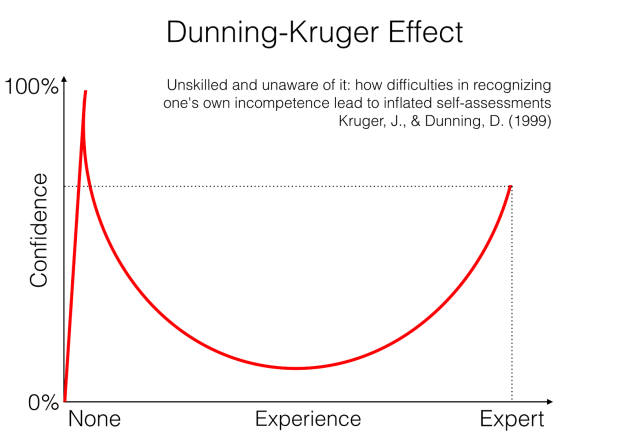 Dunning-Kruger Effect
100%
Unskilled and unaware of it: how difficulties in recognizing
one's own incompetence lead to inflated self-assessments
Kruger, J., & Dunning, D. (1999)
Confidence
0%
None
Experience
Expert